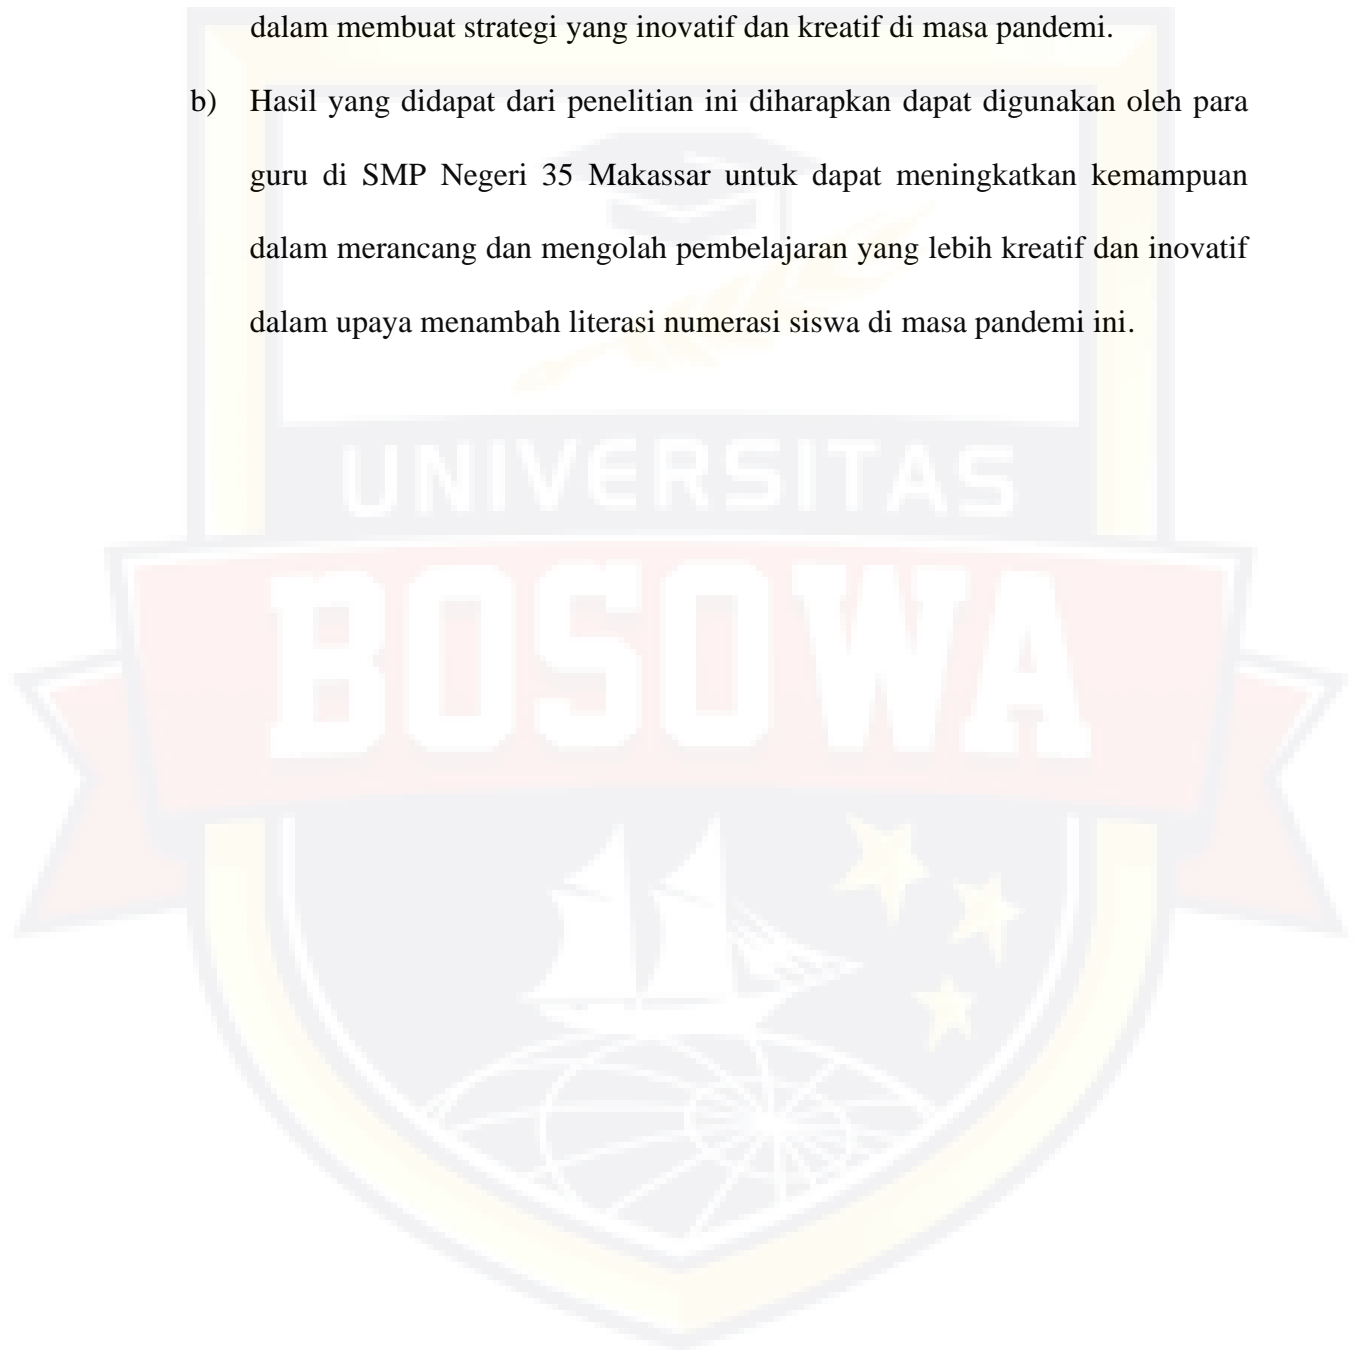 dalam membuat strategi yang inovatif dan kreatif di masa pandemi.
b) Hasil yang didapat dari penelitian ini diharapkan dapat digunakan oleh para
guru di SMP Negeri 35 Makassar untuk dapat meningkatkan kemampuan
dalam merancang dan mengolah pembelajaran yang lebih kreatif dan inovatif
dalam upaya menambah literasi numerasi siswa di masa pandemi ini.
UNIVERSITAS
BOSOWA